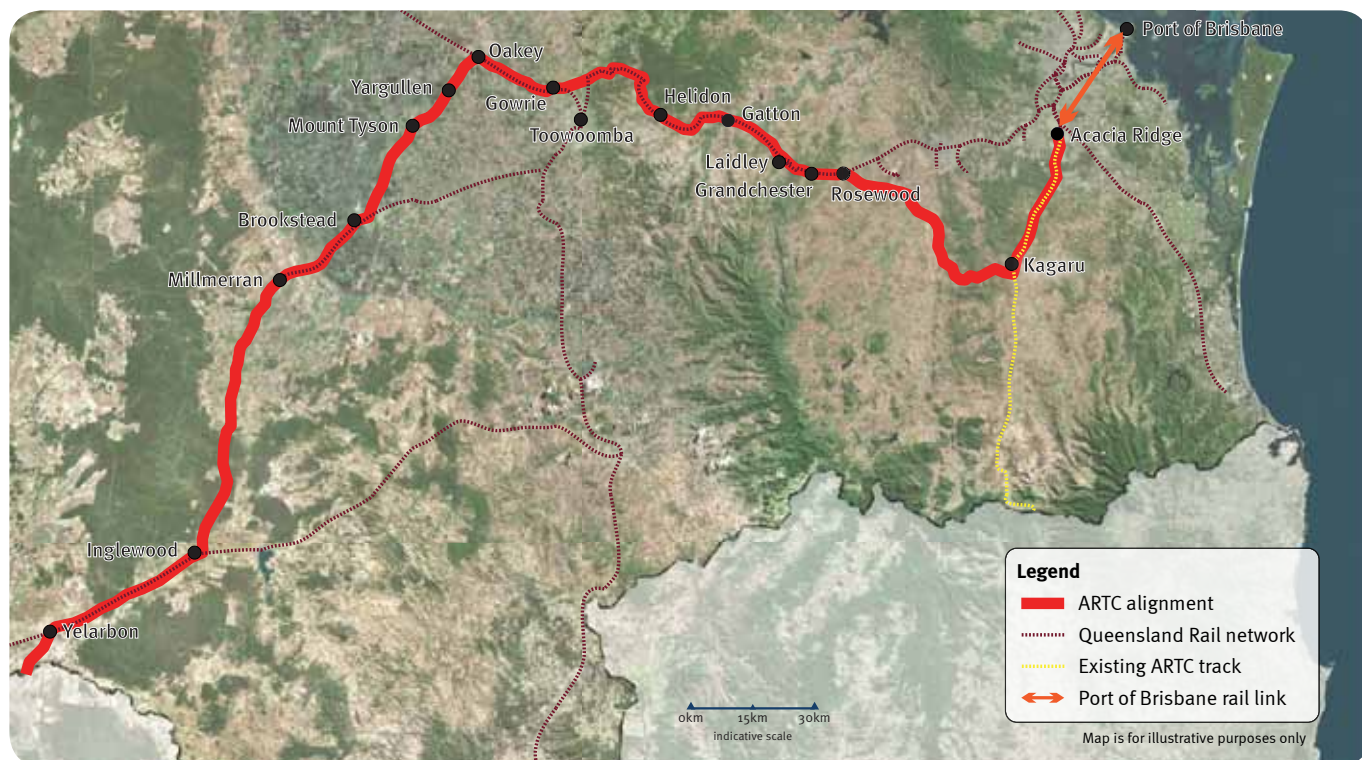 Port of Brisbane
Oakey
Yargullen
Gowrie
Helidon
Gatton
Mount Tyson
Toowoomba
Acacia Ridge
Laidley
Grandchester
Rosewood
Brookstead
Kagaru
Millmerran
Inglewood
Yelarbon
Legend
ARTC alignment
Queensland Rail network
Existing ARTC track
Port of Brisbane rail link
0km 15km 30km
indicative scale
Map is for illustrative purposes only